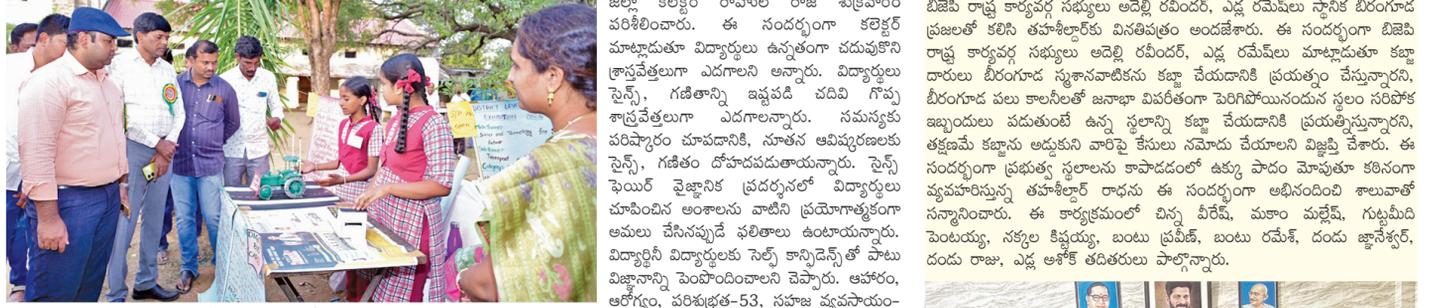 జిల్లా కలెక్టర్ రాహుల్ రాజ్ శుక్రవారం
పరిశీలించారు. ఈ సందర్భంగా కలెక్టర్
మాట్లాడుతూ విద్యార్థులు ఉన్నతంగా చదువుకొని
శాస్త్రవేత్తలుగా ఎదగాలని అన్నారు. విద్యార్థులు
సైన్స్, గణితాన్ని ఇష్టపడి చదివి గొప్ప
శాస్త్రవేత్తలుగా ఎదగాలన్నారు. సమస్యకు
పరిష్కారం చూపడానికి, నూతన ఆవిష్కరణలకు
సైన్స్, గణితం దోహదపడుతాయన్నారు. సైన్స్
ఫెయిర్ వైజ్ఞానిక ప్రదర్శనలో విద్యార్థులు
చూపించిన అంశాలను వాటిని ప్రయోగాత్మకంగా
అమలు చేసినప్పుడే ఫలితాలు ఉంటాయన్నారు.
విద్యార్థినీ విద్యార్థులకు సెల్ఫ్ కాన్ఫిడెన్స్‌తో పాటు
విజ్ఞానాన్ని పెంపొందించాలని చెప్పారు. ఆహారం,
ఆరోగ్యం, పరిశుభ్రత-53, సహజ వ్యవసాయం-
బిజెపి రాష్ట్ర కార్యవర్గ సభ్యులు అదెల్లి రవిందర్, ఎడ్ల రమేష్‌లు స్థానిక బీరంగూడ
ప్రజలతో కలిసి తహశీల్దార్‌కు వినతిపత్రం అందజేశారు. ఈ సందర్భంగా బిజెపి
రాష్ట్ర కార్యవర్గ సభ్యులు అదెల్లి రవీందర్, ఎడ్ల రమేష్‌లు మాట్లాడుతూ కబ్జా
దారులు బీరంగూడ స్మశానవాటికను కబ్జా చేయడానికి ప్రయత్నం చేస్తున్నారని,
బీరంగూడ పలు కాలనీలతో జనాభా విపరీతంగా పెరిగిపోయినందున స్థలం సరిపోక
ఇబ్బందులు పడుతుంటే ఉన్న స్థలాన్ని కబ్జా చేయడానికి ప్రయత్నిస్తున్నారని,
తక్షణమే కబ్జాను అడ్డుకుని వారిపై కేసులు నమోదు చేయాలని విజ్ఞప్తి చేశారు. ఈ
సందర్భంగా ప్రభుత్వ స్థలాలను కాపాడడంలో ఉక్కు పాదం మోపుతూ కఠినంగా
వ్యవహరిస్తున్న తహశీల్దార్ రాధను ఈ సందర్భంగా అభినందించి శాలువాతో
సన్మానించారు. ఈ కార్యక్రమంలో చిన్న వీరేష్, మకాం మల్లేష్, గుట్టమీది
పెంటయ్య, నక్కల కిష్టయ్య, బంటు ప్రవీణ్, బంటు రమేశ్, దండు జ్ఞానేశ్వర్,
దండు రాజు, ఎడ్ల అశోక్ తదితరులు పాల్గొన్నారు.